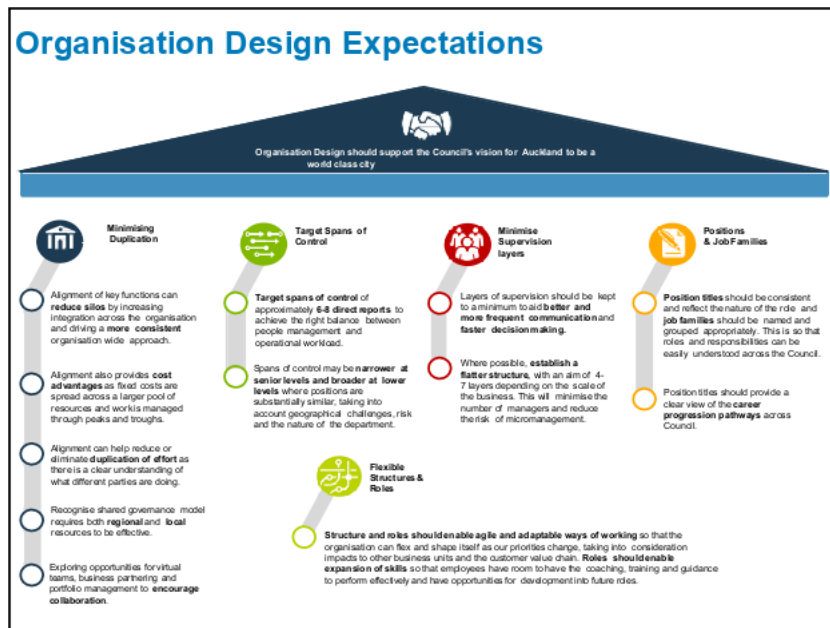 Organisation Design Expectations
Organisation Design should support the Council's vision for Auckland to be a
world class city
Minimising
Duplication
Alignment of key functions can
reduce silos by increasing
integration across the organisation
and driving a more consistent
organisation wide approach.
Alignment also provides cost
advantages as fixed costs are
spread across a larger pool of
resources and work is managed
through peaks and troughs.
Alignment can help reduce or
eliminate duplication of effort as
there is a clear understanding of
what different parties are doing.
Recognise shared governance model
requires both regional and local
resources to be effective.
Exploring opportunities for virtual
teams, business partnering and
portfolio management to encourage
collaboration.
Target Spans of
Control
Target spans of control of
approximately 6-8 direct reports to
achieve the right balance between
people management and
operational workload.
Spans of control may be narrower at
senior levels and broader at lower
levels where positions are
substantially similar, taking into
account geographical challenges, risk
and the nature of the department.
Minimise
Supervision
layers
Layers of supervision should be kept
to a minimum to aid better and
more frequent communication and
faster decision making.
Where possible, establish a
flatter structure, with an aim of 4-
7 layers depending on the scale of
the business. This will minimise the
number of managers and reduce
the risk of micromanagement.
Positions
& Job Families
Position titles should be consistent
and reflect the nature of the role and
job families should be named and
grouped appropriately. This is so that
roles and responsibilities can be
easily understood across the Council.
Position titles should provide a
clear view of the career
progression pathways across
Council.
Flexible
Structures &
Roles
Structure and roles should enable agile and adaptable ways of working so that the
organisation can flex and shape itself as our priorities change, taking into consideration
impacts to other business units and the customer value chain. Roles should enable
expansion of skills so that employees have room to have the coaching, training and guidance
to perform effectively and have opportunities for development into future roles.